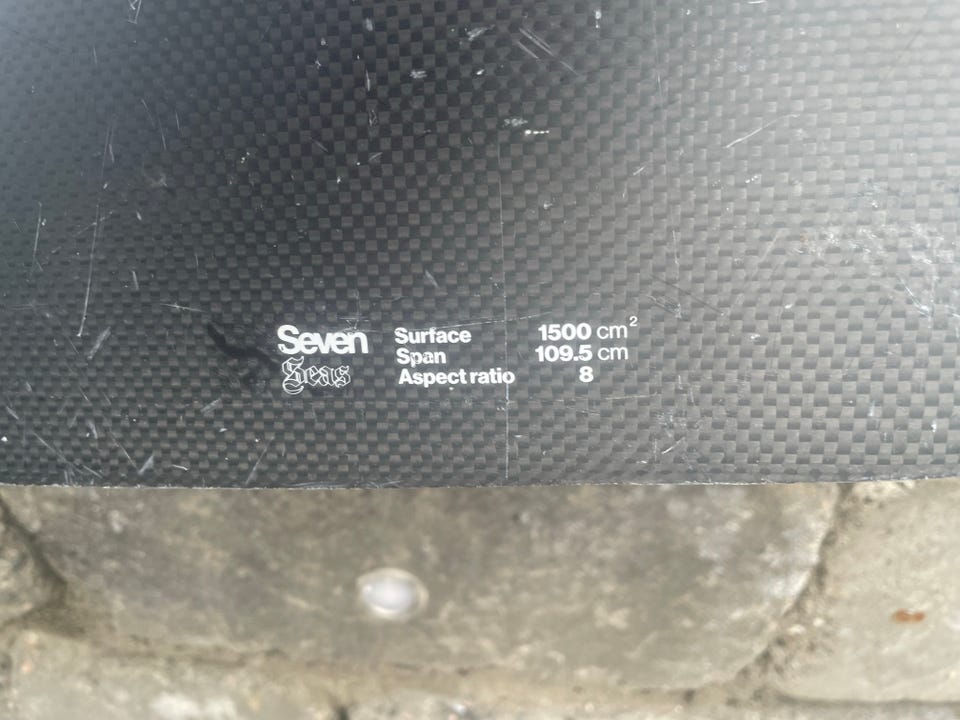 Seven
Seas
Surface 1500 cm²
Span 109.5 cm
Aspect ratio 8